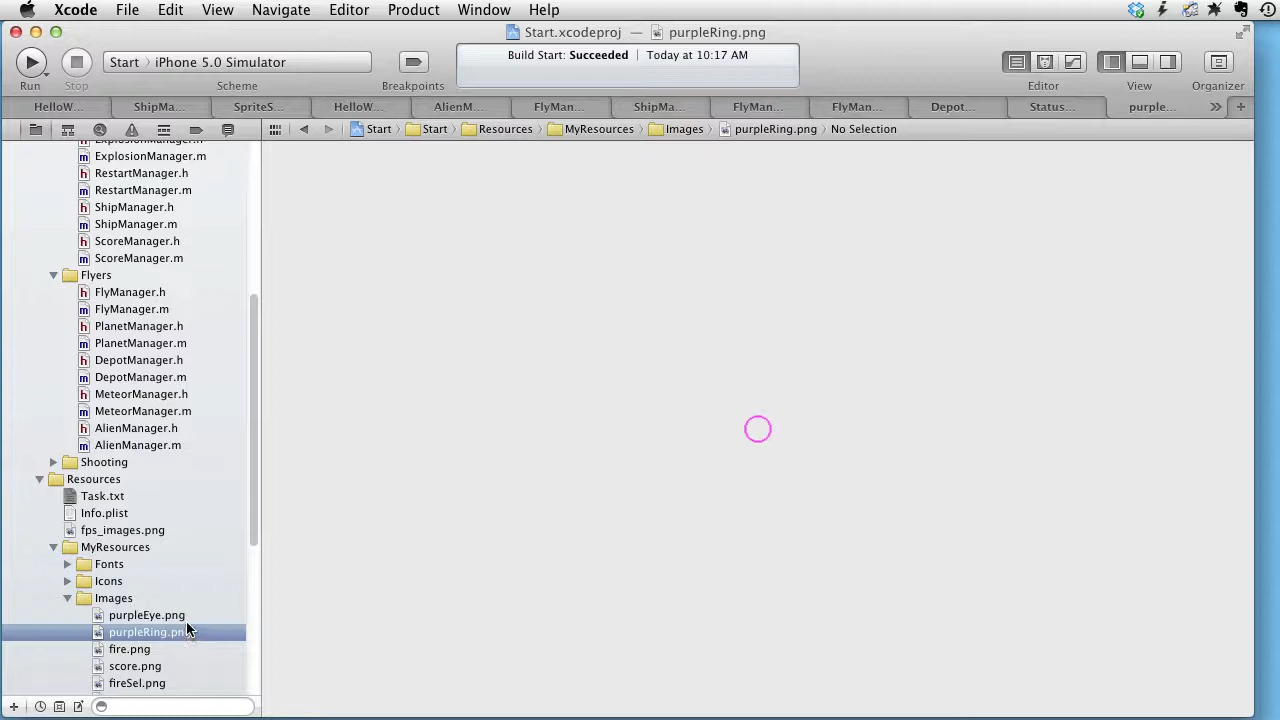 Xcode File Edit View Navigate Editor Product Window Help
Start.xcodeproj — purpleRing.png
Start iPhone 5.0 Simulator
Build Start: Succeeded | Today at 10:17 AM
Run Stop Scheme Breakpoints Editor View Organizer
HelloW... ShipMa... SpriteS... HelloW... AlienM... FlyMan... ShipMa... FlyMan... FlyMan... Depot... Status... purple...
Start Start Resources MyResources Images purpleRing.png No Selection
ExplosionManager.h
ExplosionManager.m
RestartManager.h
RestartManager.m
ShipManager.h
ShipManager.m
ScoreManager.h
ScoreManager.m
Flyers
FlyManager.h
FlyManager.m
PlanetManager.h
PlanetManager.m
DepotManager.h
DepotManager.m
MeteorManager.h
MeteorManager.m
AlienManager.h
AlienManager.m
Shooting
Resources
Task.txt
Info.plist
fps_images.png
MyResources
Fonts
Icons
Images
purpleEye.png
purpleRing.png
fire.png
score.png
fireSel.png